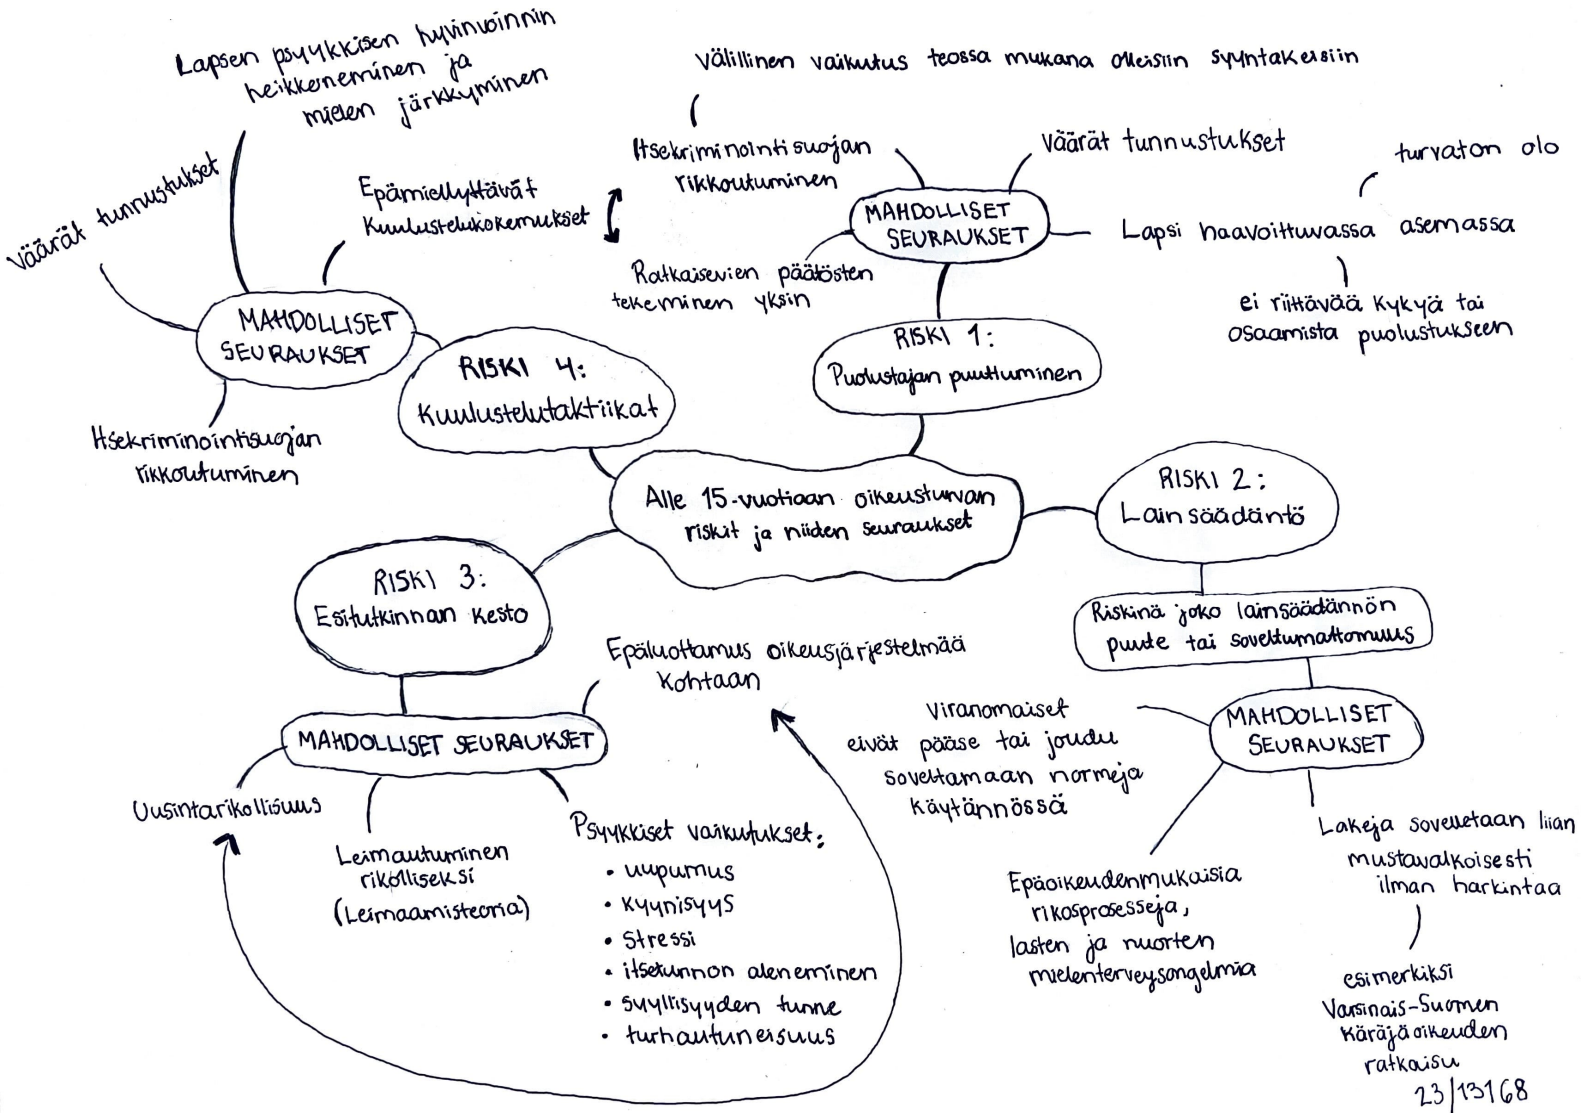 Lapsen psyykkisen hyvinvoinnin
heikkeneminen ja
mielen järkkyminen
Väärät tunnustukset
Epämiellyttävät
kuulustelukokemukset
MAHDOLLISET
SEURAUKSET
Itsekriminointisuojan
rikkoutuminen
RISKI 4:
Kuulustelutaktiikat
Välillinen vaikutus teossa mukana olleisiin syyntakeisiin
Itsekriminointisuojan
rikkoutuminen
Väärät tunnustukset
turvaton olo
MAHDOLLISET
SEURAUKSET
Lapsi haavoittuvassa asemassa
Ratkaisevien päätösten
tekeminen yksin
ei riittävää kykyä tai
osaamista puolustukseen
RISKI 1:
Puolustajan puuttuminen
Alle 15-vuotiaan oikeusturvan
riskit ja niiden seuraukset
RISKI 2:
Lainsäädäntö
Riskinä joko lainsäädännön
puute tai soveltumattomuus
MAHDOLLISET
SEURAUKSET
Viranomaiset
eivät pääse tai joudu
soveltamaan normeja
käytännössä
Epäoikeudenmukaisia
rikosprosesseja,
lasten ja nuorten
mielenterveysongelmia
Lakeja sovelletaan liian
mustavalkoisesti
ilman harkintaa
esimerkiksi
Varsinais-Suomen
käräjäoikeuden
ratkaisu
23/13168
RISKI 3:
Esitutkinnan kesto
Epäluottamus oikeusjärjestelmää
kohtaan
MAHDOLLISET SEURAUKSET
Uusintarikollisuus
Leimautuminen
rikolliseksi
(Leimaamisteoria)
Psyykkiset vaikutukset:
• uupumus
• kyynisyys
• stressi
• itsetunnon aleneminen
• syyllisyyden tunne
• turhautuneisuus